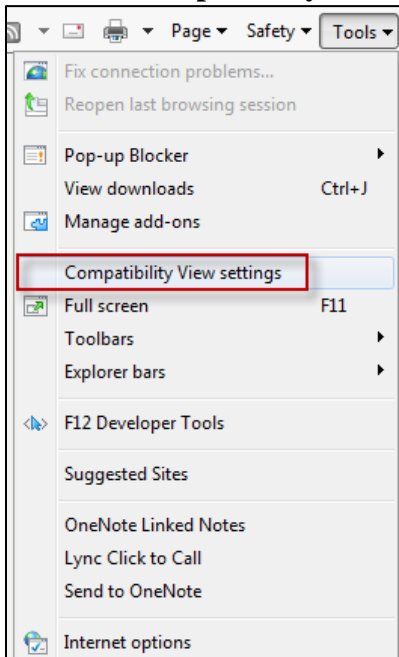 Page Safety Tools
Fix connection problems...
Reopen last browsing session
Pop-up Blocker
View downloads Ctrl+J
Manage add-ons
Compatibility View settings
Full screen F11
Toolbars
Explorer bars
F12 Developer Tools
Suggested Sites
OneNote Linked Notes
Lync Click to Call
Send to OneNote
Internet options